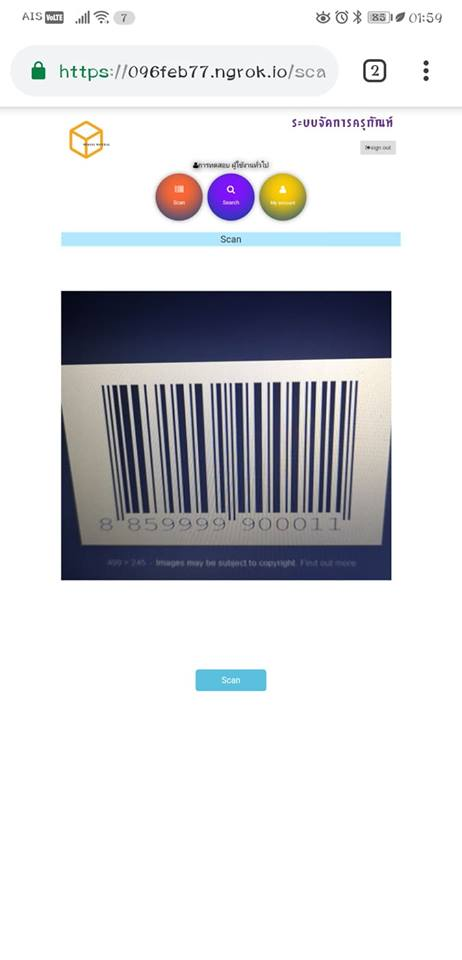 AIS VoLTE 7 85 01:59
https://096feb77.ngrok.io/sca 2
ระบบจัดการครุภัณฑ์
sign out
การทดสอบ ผู้ใช้งานทั่วไป
Scan Search My account
Scan
8 859999 900011
499 × 245 · Images may be subject to copyright. Find out more
Scan